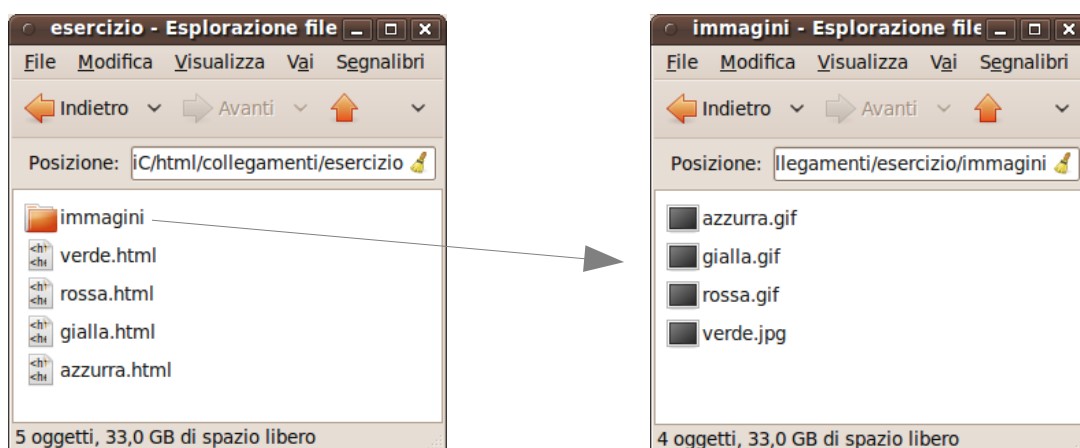 esercizio - Esplorazione file
File Modifica Visualizza Vai Segnalibri
Indietro Avanti
Posizione: iC/html/collegamenti/esercizio
immagini
verde.html
rossa.html
gialla.html
azzurra.html
5 oggetti, 33,0 GB di spazio libero
immagini - Esplorazione file
File Modifica Visualizza Vai Segnalibri
Indietro Avanti
Posizione: llegamenti/esercizio/immagini
azzurra.gif
gialla.gif
rossa.gif
verde.jpg
4 oggetti, 33,0 GB di spazio libero